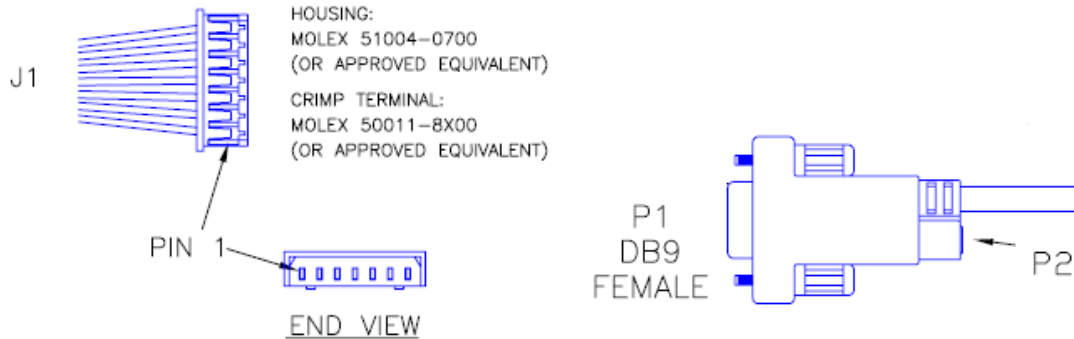 HOUSING:
MOLEX 51004-0700
(OR APPROVED EQUIVALENT)
J1
CRIMP TERMINAL:
MOLEX 50011-8X00
(OR APPROVED EQUIVALENT)
PIN 1
END VIEW
P1
DB9
FEMALE
P2